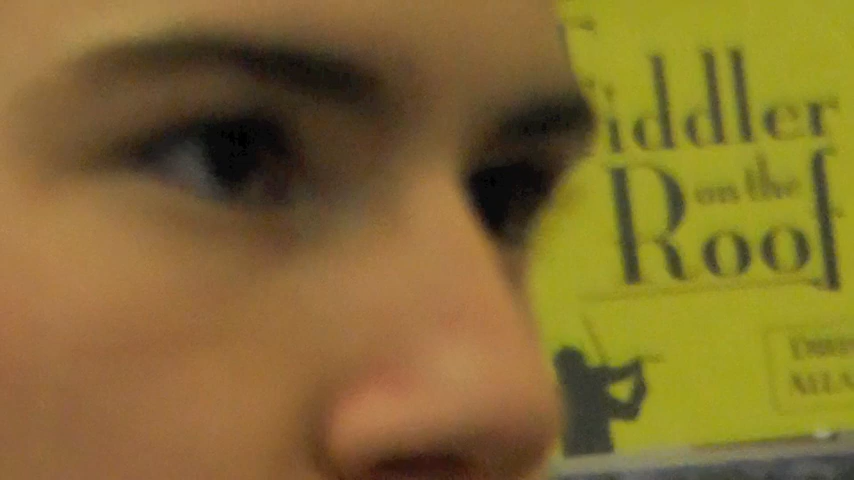 iddler
on the
Roof